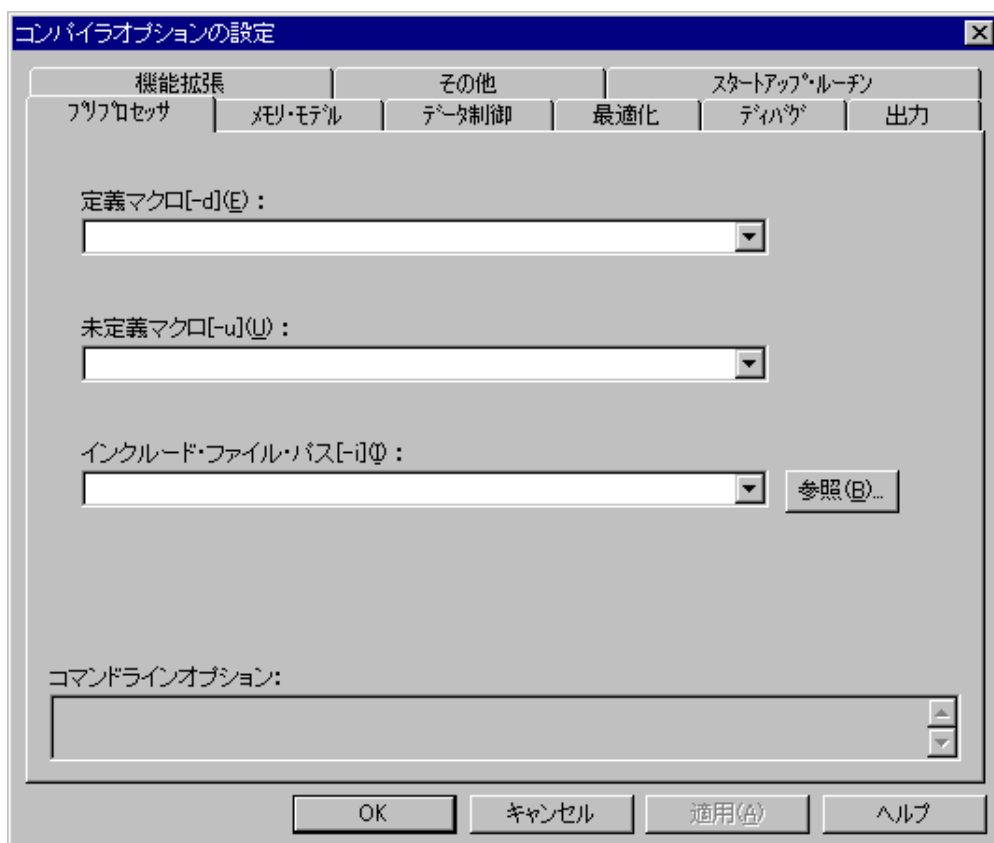 コンパイラオプションの設定
機能拡張 その他 スタートアップ・ルーチン
プリプロセッサ メモリ・モデル データ制御 最適化 ディバグ 出力
定義マクロ[-d](E)：
未定義マクロ[-u](U)：
インクルード・ファイル・パス[-i](I)：
参照(B)...
コマンドラインオプション:
OK キャンセル 適用(A) ヘルプ